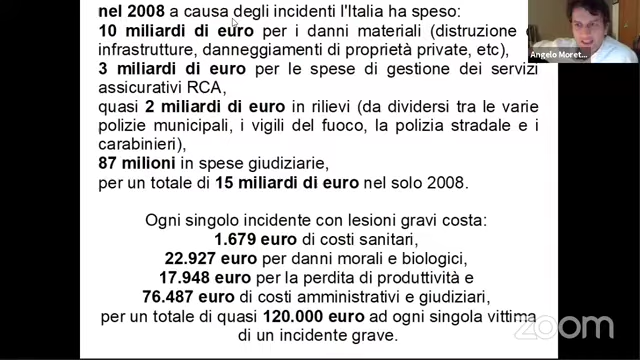 nel 2008 a causa degli incidenti l'Italia ha speso:
10 miliardi di euro per i danni materiali (distruzione di
infrastrutture, danneggiamenti di proprietà private, etc),
3 miliardi di euro per le spese di gestione dei servizi
assicurativi RCA,
quasi 2 miliardi di euro in rilievi (da dividersi tra le varie
polizie municipali, i vigili del fuoco, la polizia stradale e i
carabinieri),
87 milioni in spese giudiziarie,
per un totale di 15 miliardi di euro nel solo 2008.
Ogni singolo incidente con lesioni gravi costa:
1.679 euro di costi sanitari,
22.927 euro per danni morali e biologici,
17.948 euro per la perdita di produttività e
76.487 euro di costi amministrativi e giudiziari,
per un totale di quasi 120.000 euro ad ogni singola vittima
di un incidente grave.
Angelo Moret...
zoom